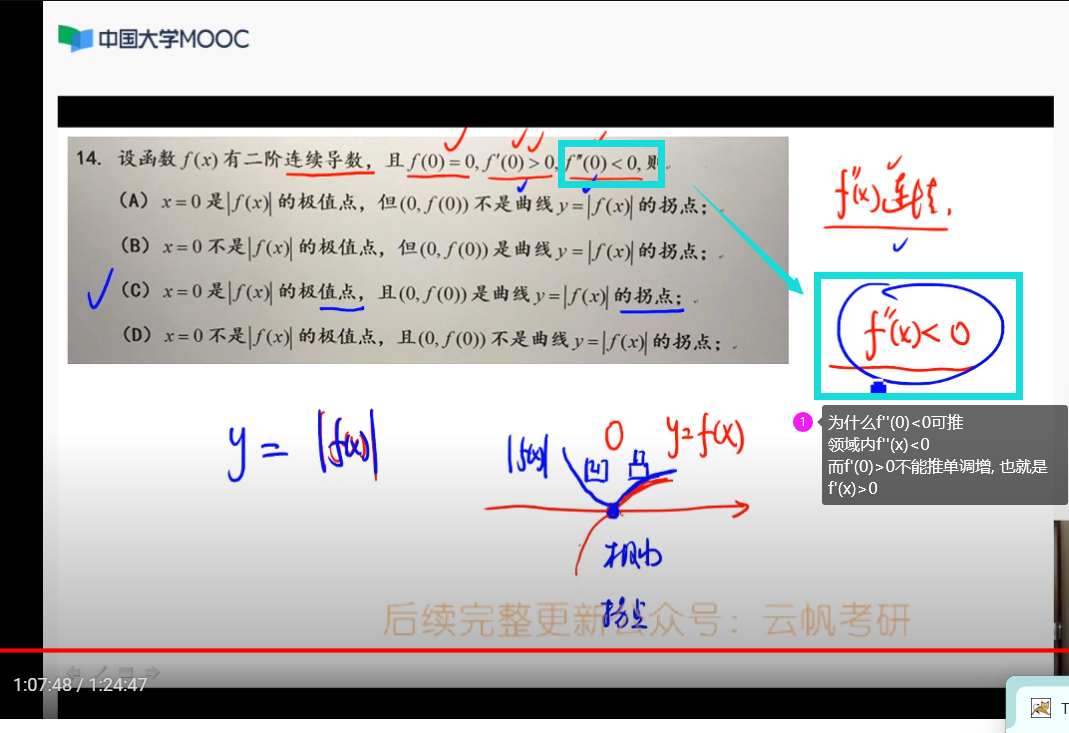 中国大学MOOC
14. 设函数 f(x) 有二阶连续导数, 且 f(0)=0, f′(0)>0, f″(0)<0, 则
(A) x=0 是|f(x)| 的极值点, 但(0, f(0)) 不是曲线 y=|f(x)| 的拐点;
(B) x=0 不是|f(x)| 的极值点, 但(0, f(0)) 是曲线 y=|f(x)| 的拐点;
(C) x=0 是|f(x)| 的极值点, 且(0, f(0)) 是曲线 y=|f(x)| 的拐点;
(D) x=0 不是|f(x)| 的极值点, 且(0, f(0)) 不是曲线 y=|f(x)| 的拐点;
f″(x)连续.
f″(x)<0
1
为什么f''(0)<0可推
领域内f''(x)<0
而f'(0)>0不能推单调增, 也就是
f'(x)>0
y = |f(x)|
|f(x)| 凹 0 凸 y=f(x)
极小
拐点
后续完整更新公众号：云帆考研
1:07:48 / 1:24:47
T